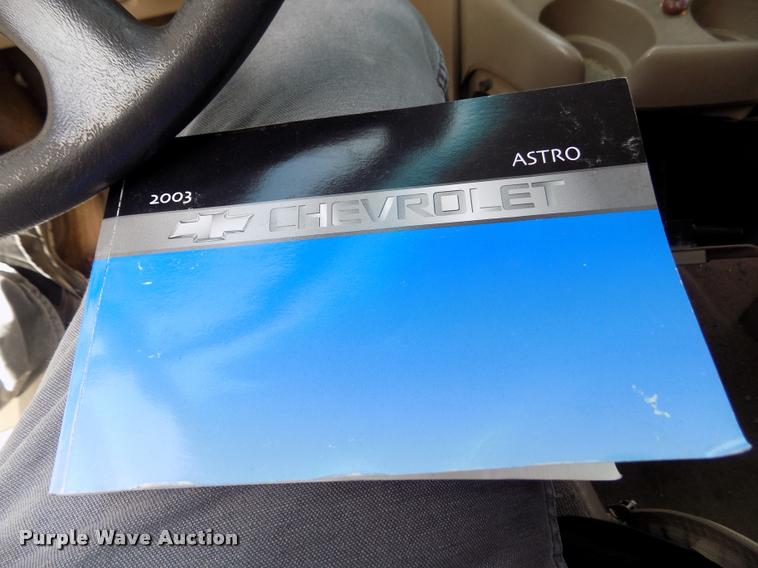 ASTRO
2003
CHEVROLET
Purple Wave Auction